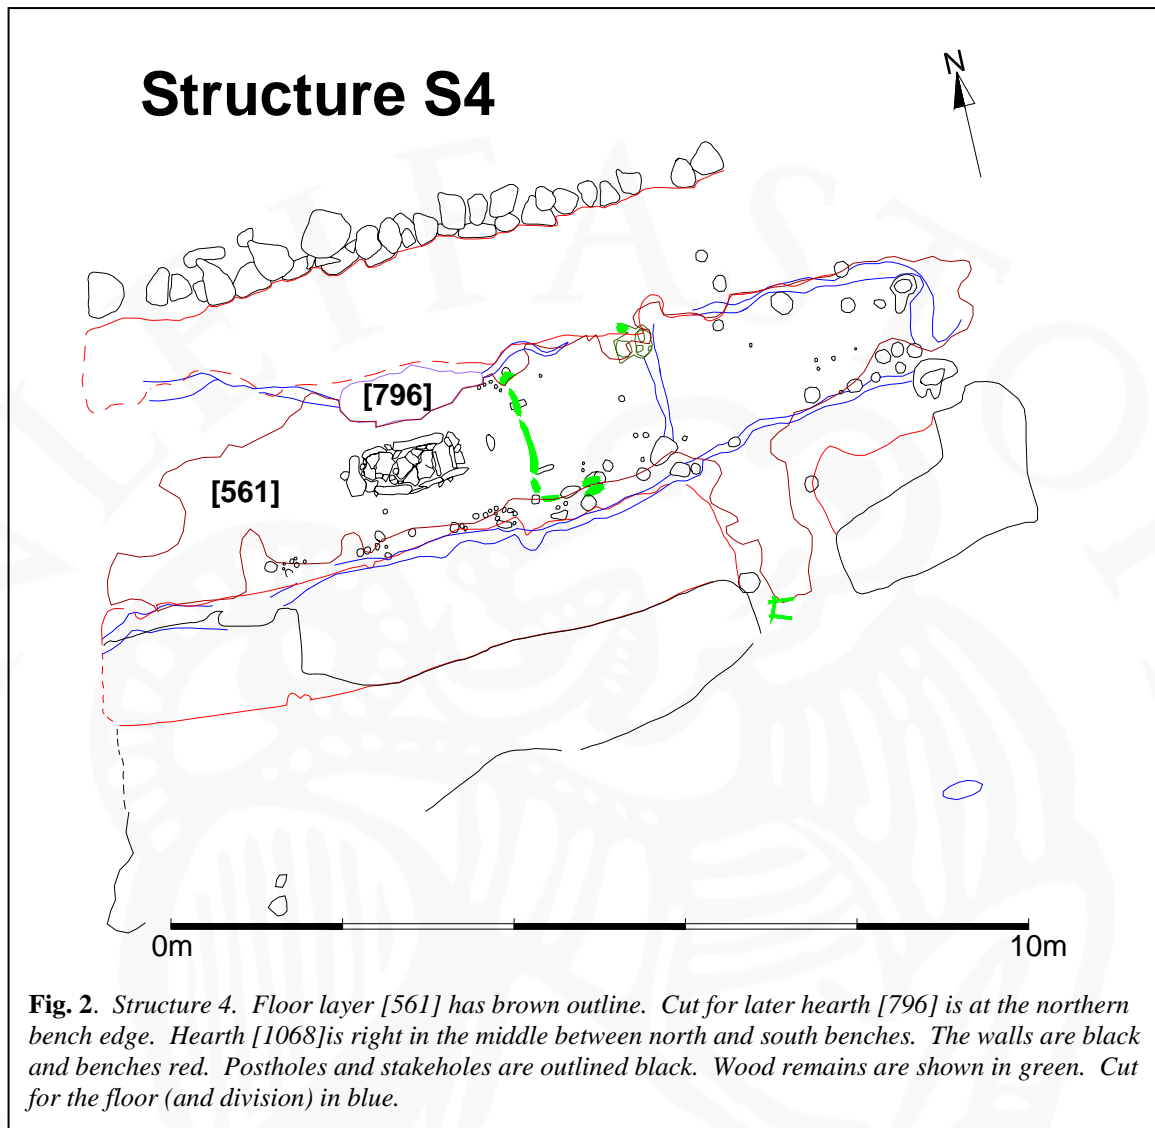 Structure S4
N
[796]
[561]
0m
10m
Fig. 2. Structure 4. Floor layer [561] has brown outline. Cut for later hearth [796] is at the northern
bench edge. Hearth [1068]is right in the middle between north and south benches. The walls are black
and benches red. Postholes and stakeholes are outlined black. Wood remains are shown in green. Cut
for the floor (and division) in blue.